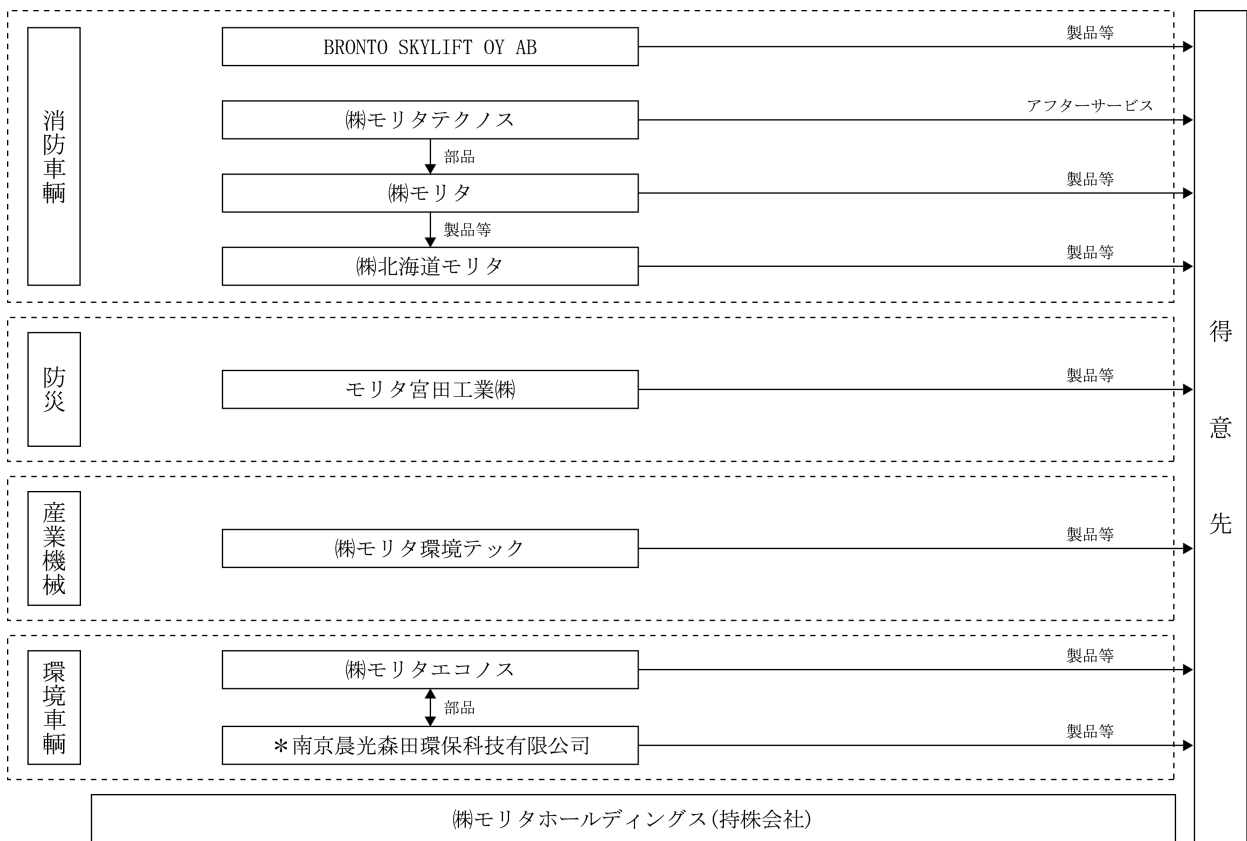 消防車輌
BRONTO SKYLIFT OY AB
製品等
㈱モリタテクノス
アフターサービス
部品
㈱モリタ
製品等
製品等
㈱北海道モリタ
製品等
防災
モリタ宮田工業㈱
製品等
産業機械
㈱モリタ環境テック
製品等
環境車輌
㈱モリタエコノス
製品等
部品
＊南京晨光森田環保科技有限公司
製品等
得意先
㈱モリタホールディングス(持株会社)